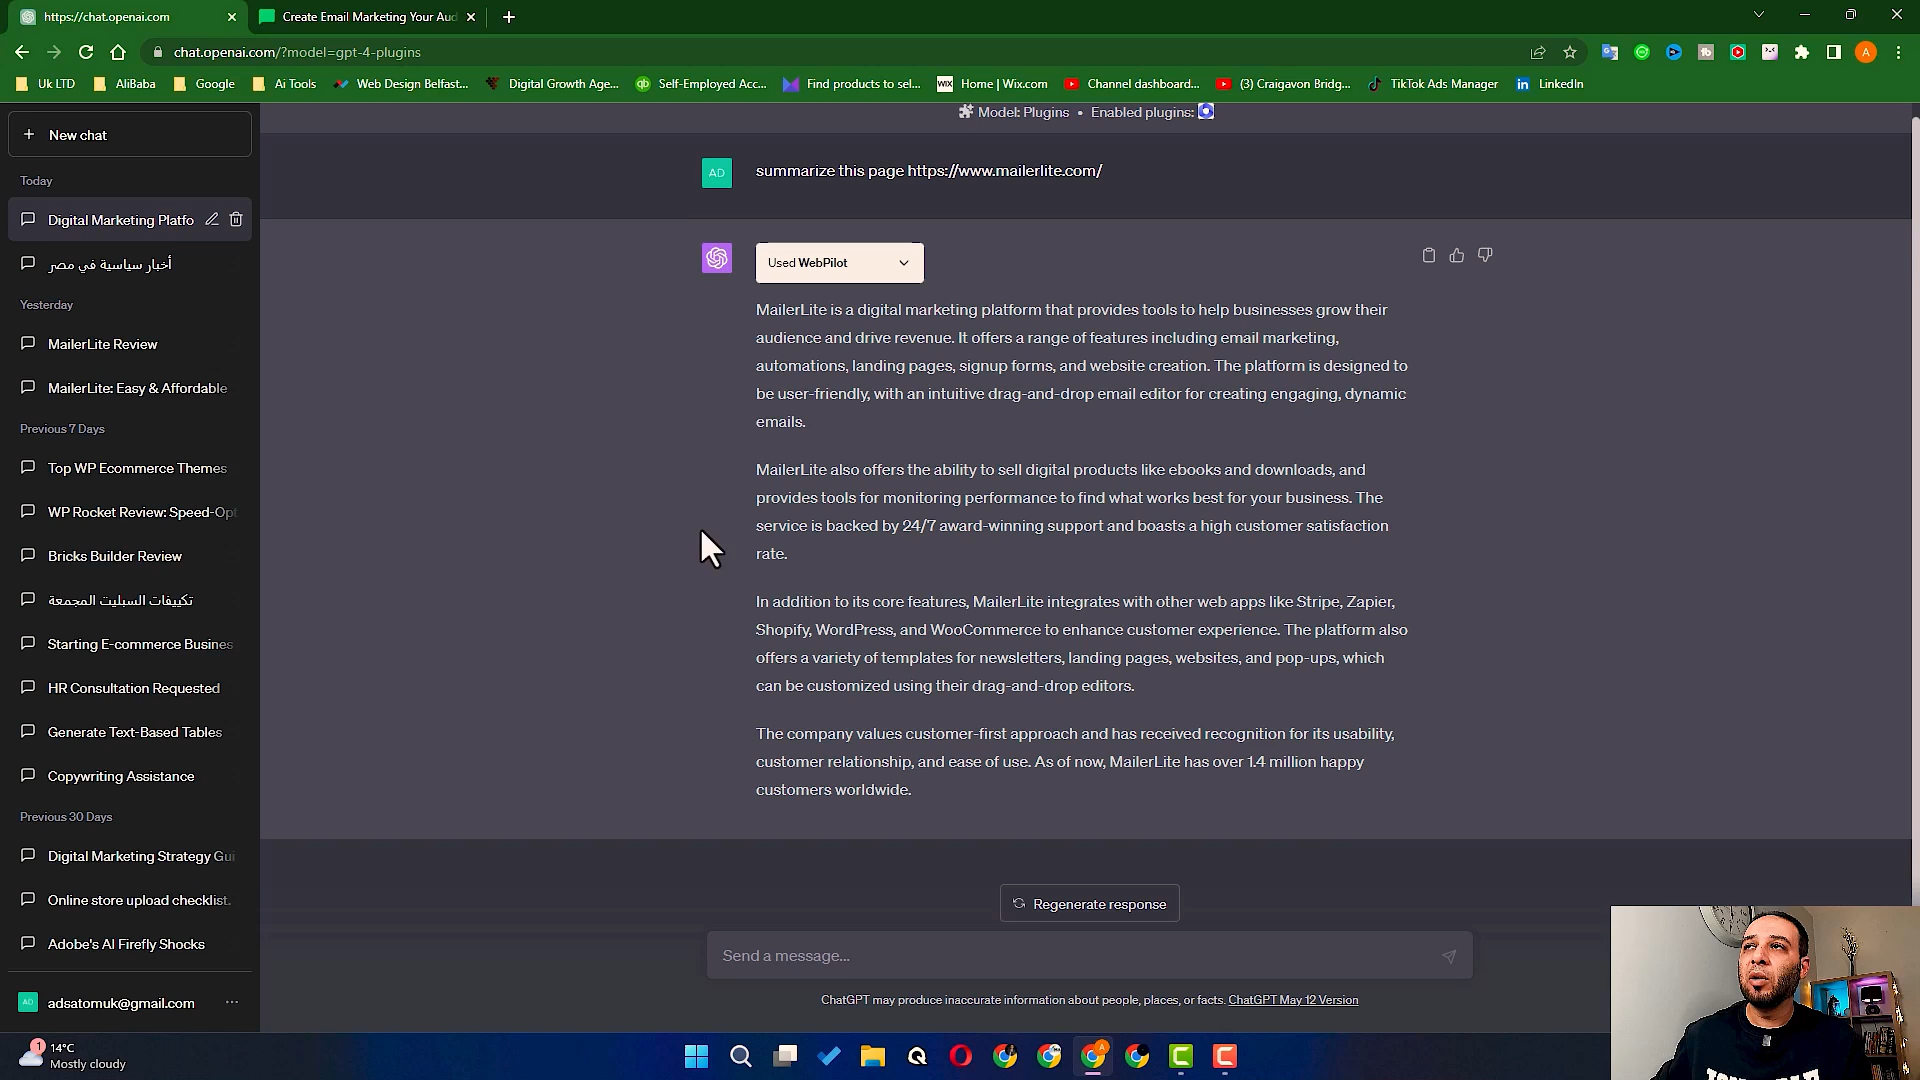 https://chat.openai.com
Create Email Marketing Your Aud
chat.openai.com/?model=gpt-4-plugins
A
Uk LTD
AliBaba
Google
Ai Tools
Web Design Belfast...
Digital Growth Age...
Self-Employed Acc...
Find products to sel...
WIX
Home | Wix.com
Channel dashboard...
(3) Craigavon Bridg...
TikTok Ads Manager
LinkedIn
New chat
Today
Digital Marketing Platfo
أخبار سياسية في مصر
Yesterday
MailerLite Review
MailerLite: Easy & Affordable
Previous 7 Days
Top WP Ecommerce Themes
WP Rocket Review: Speed-Opt
Bricks Builder Review
تكييفات السبليت المجمعة
Starting E-commerce Busines
HR Consultation Requested
Generate Text-Based Tables
Copywriting Assistance
Previous 30 Days
Digital Marketing Strategy Gui
Online store upload checklist.
Adobe's AI Firefly Shocks
AD
adsatomuk@gmail.com
Model: Plugins • Enabled plugins:
AD
summarize this page https://www.mailerlite.com/
Used WebPilot
MailerLite is a digital marketing platform that provides tools to help businesses grow their
audience and drive revenue. It offers a range of features including email marketing,
automations, landing pages, signup forms, and website creation. The platform is designed to
be user-friendly, with an intuitive drag-and-drop email editor for creating engaging, dynamic
emails.
MailerLite also offers the ability to sell digital products like ebooks and downloads, and
provides tools for monitoring performance to find what works best for your business. The
service is backed by 24/7 award-winning support and boasts a high customer satisfaction
rate.
In addition to its core features, MailerLite integrates with other web apps like Stripe, Zapier,
Shopify, WordPress, and WooCommerce to enhance customer experience. The platform also
offers a variety of templates for newsletters, landing pages, websites, and pop-ups, which
can be customized using their drag-and-drop editors.
The company values customer-first approach and has received recognition for its usability,
customer relationship, and ease of use. As of now, MailerLite has over 1.4 million happy
customers worldwide.
Regenerate response
Send a message...
ChatGPT may produce inaccurate information about people, places, or facts. ChatGPT May 12 Version
1
14°C
Mostly cloudy